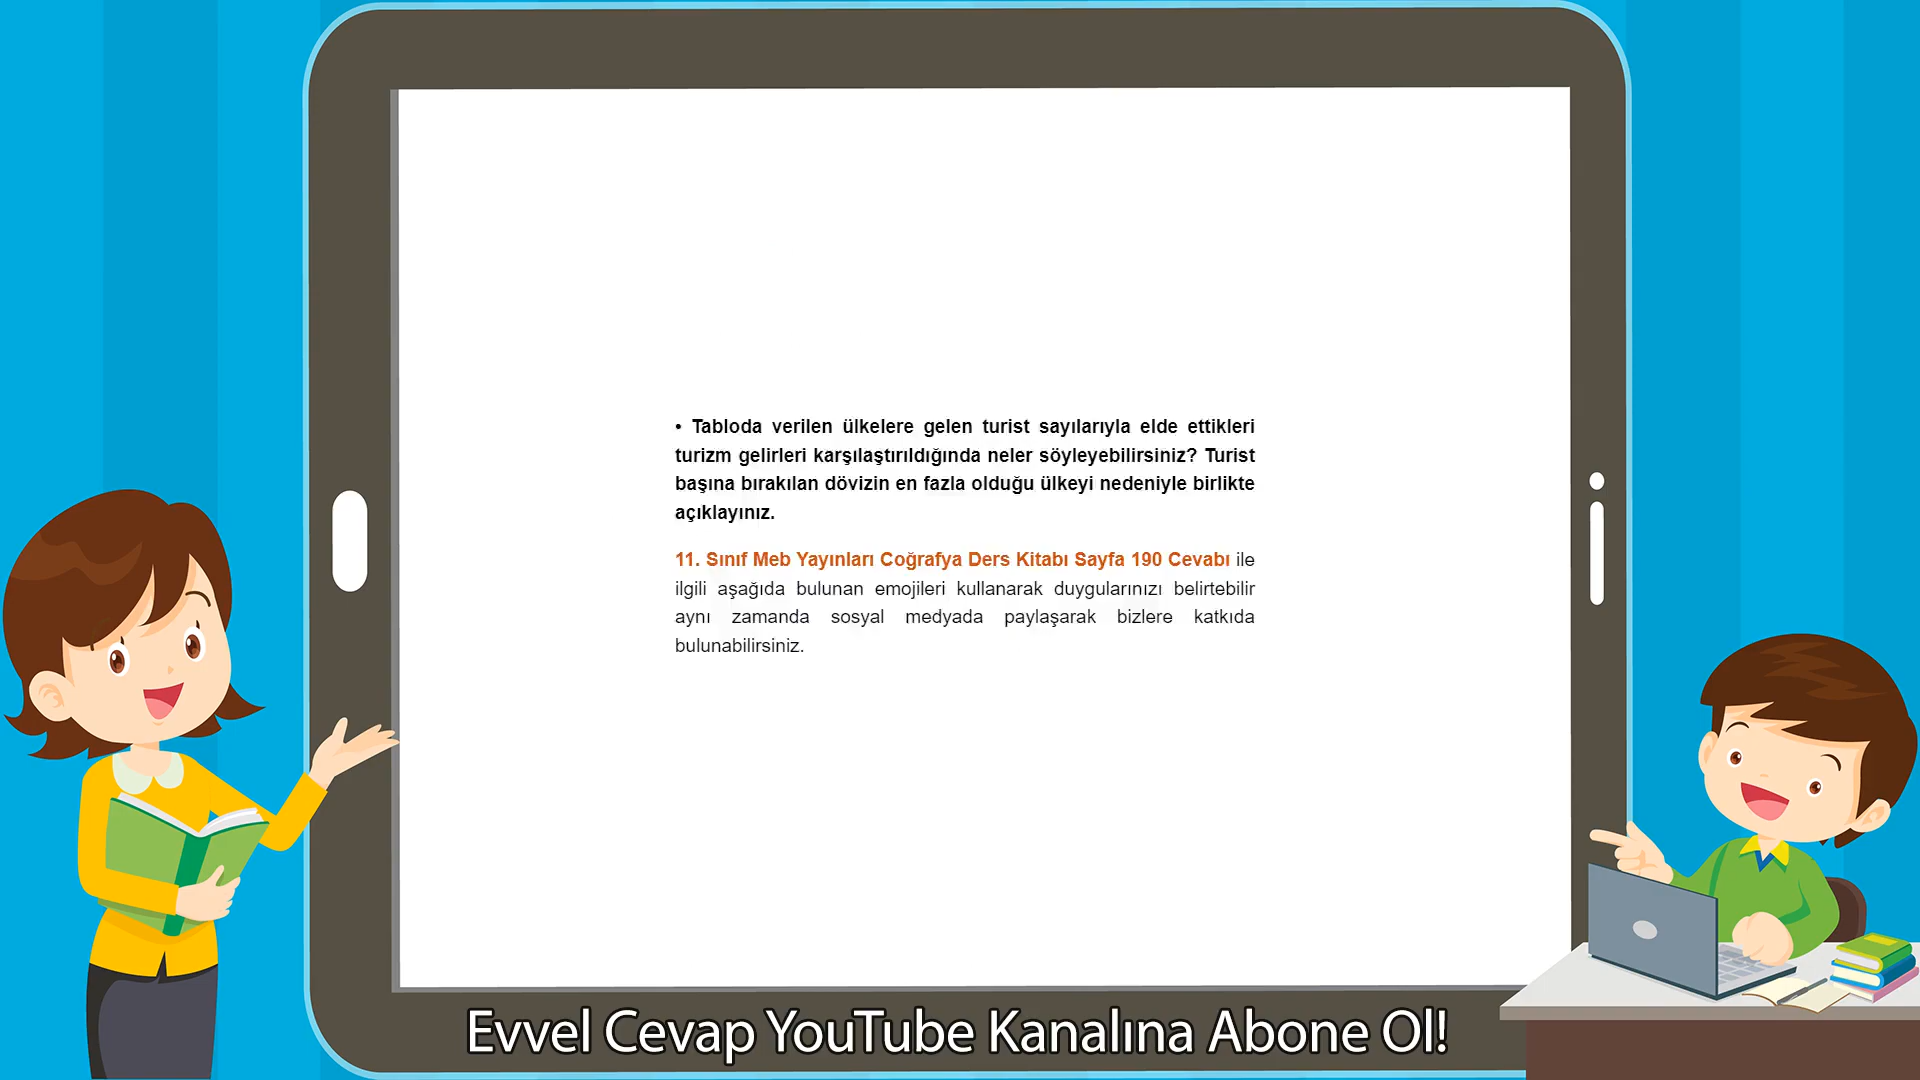 • Tabloda verilen ülkelere gelen turist sayılarıyla elde ettikleri
turizm gelirleri karşılaştırıldığında neler söyleyebilirsiniz? Turist
başına bırakılan dövizin en fazla olduğu ülkeyi nedeniyle birlikte
açıklayınız.
11. Sınıf Meb Yayınları Coğrafya Ders Kitabı Sayfa 190 Cevabı ile
ilgili aşağıda bulunan emojileri kullanarak duygularınızı belirtebilir
aynı zamanda sosyal medyada paylaşarak bizlere katkıda
bulunabilirsiniz.
Evvel Cevap YouTube Kanalına Abone Ol!